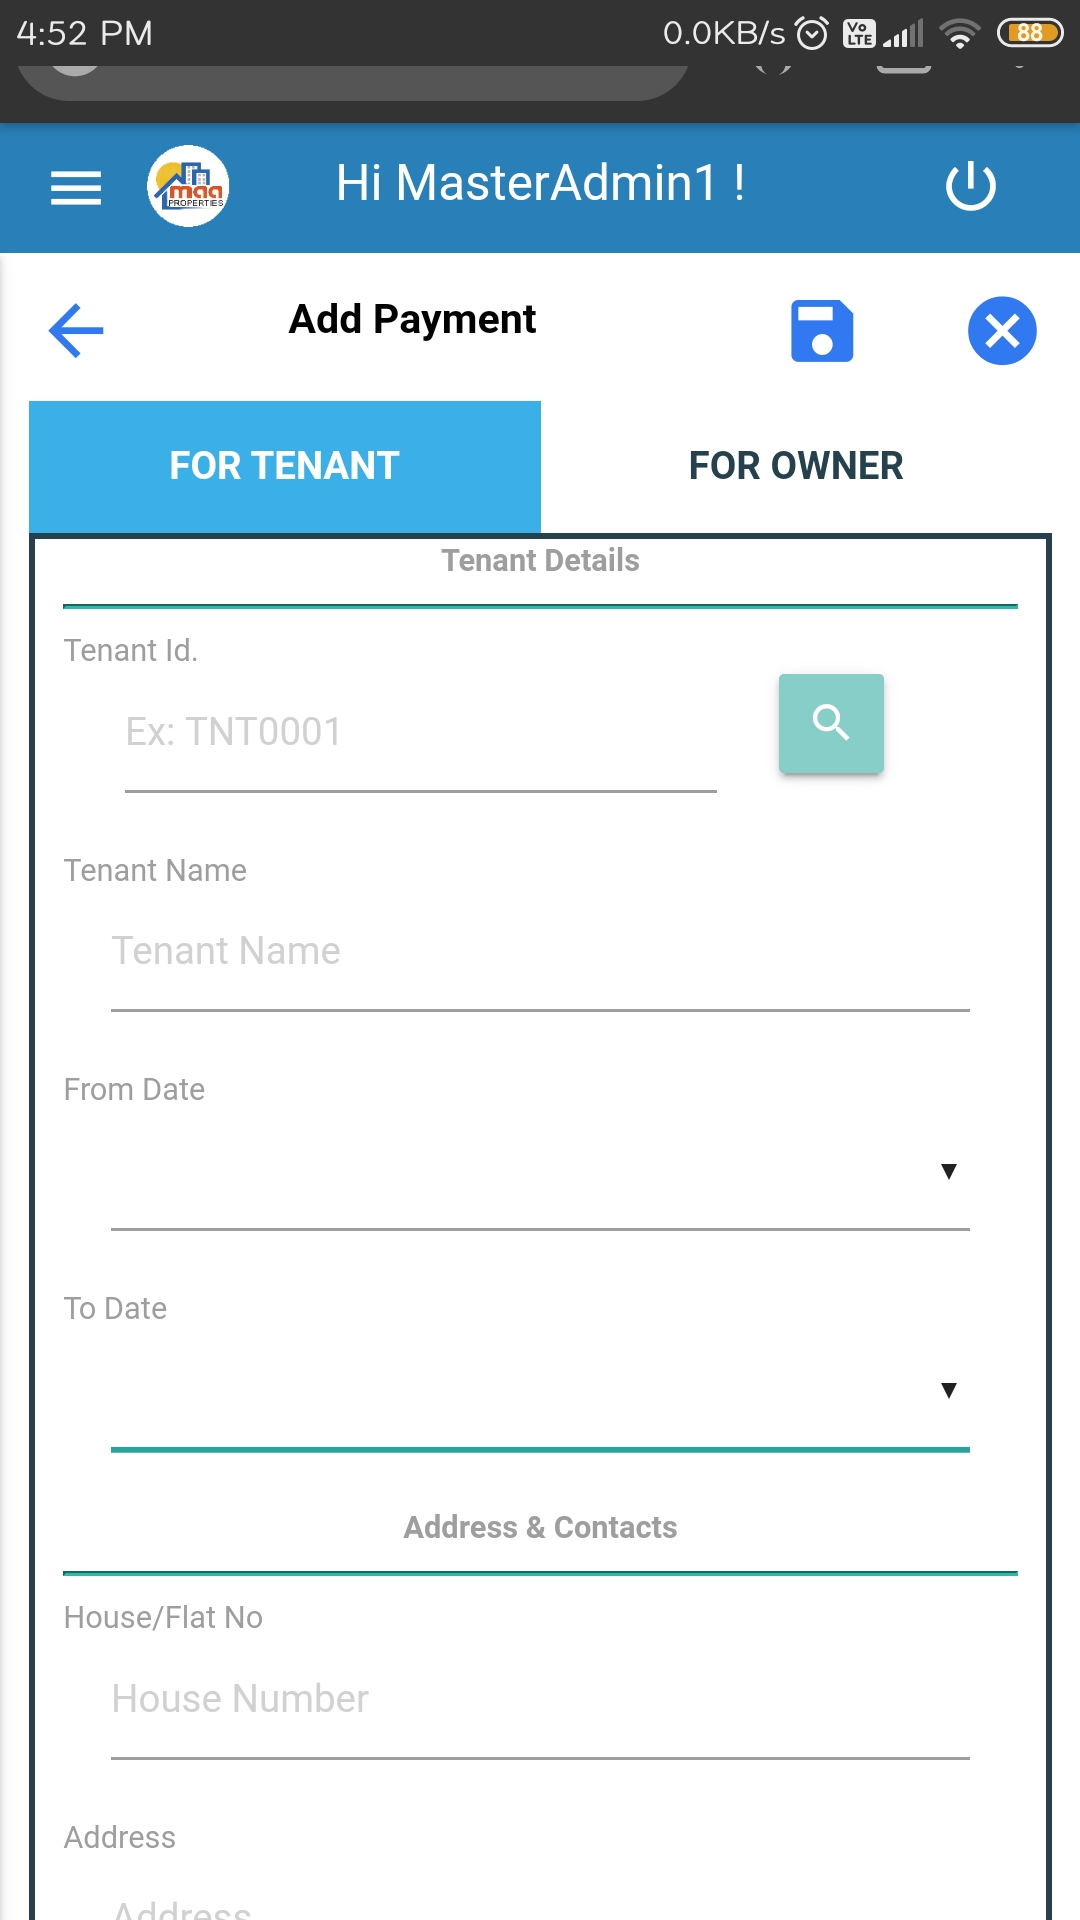 4:52 PM 0.0KB/s Vo LTE 88
maa PROPERTIES Hi MasterAdmin1 !
Add Payment
FOR TENANT FOR OWNER
Tenant Details
Tenant Id.
Ex: TNT0001
Tenant Name
Tenant Name
From Date
To Date
Address & Contacts
House/Flat No
House Number
Address
Address